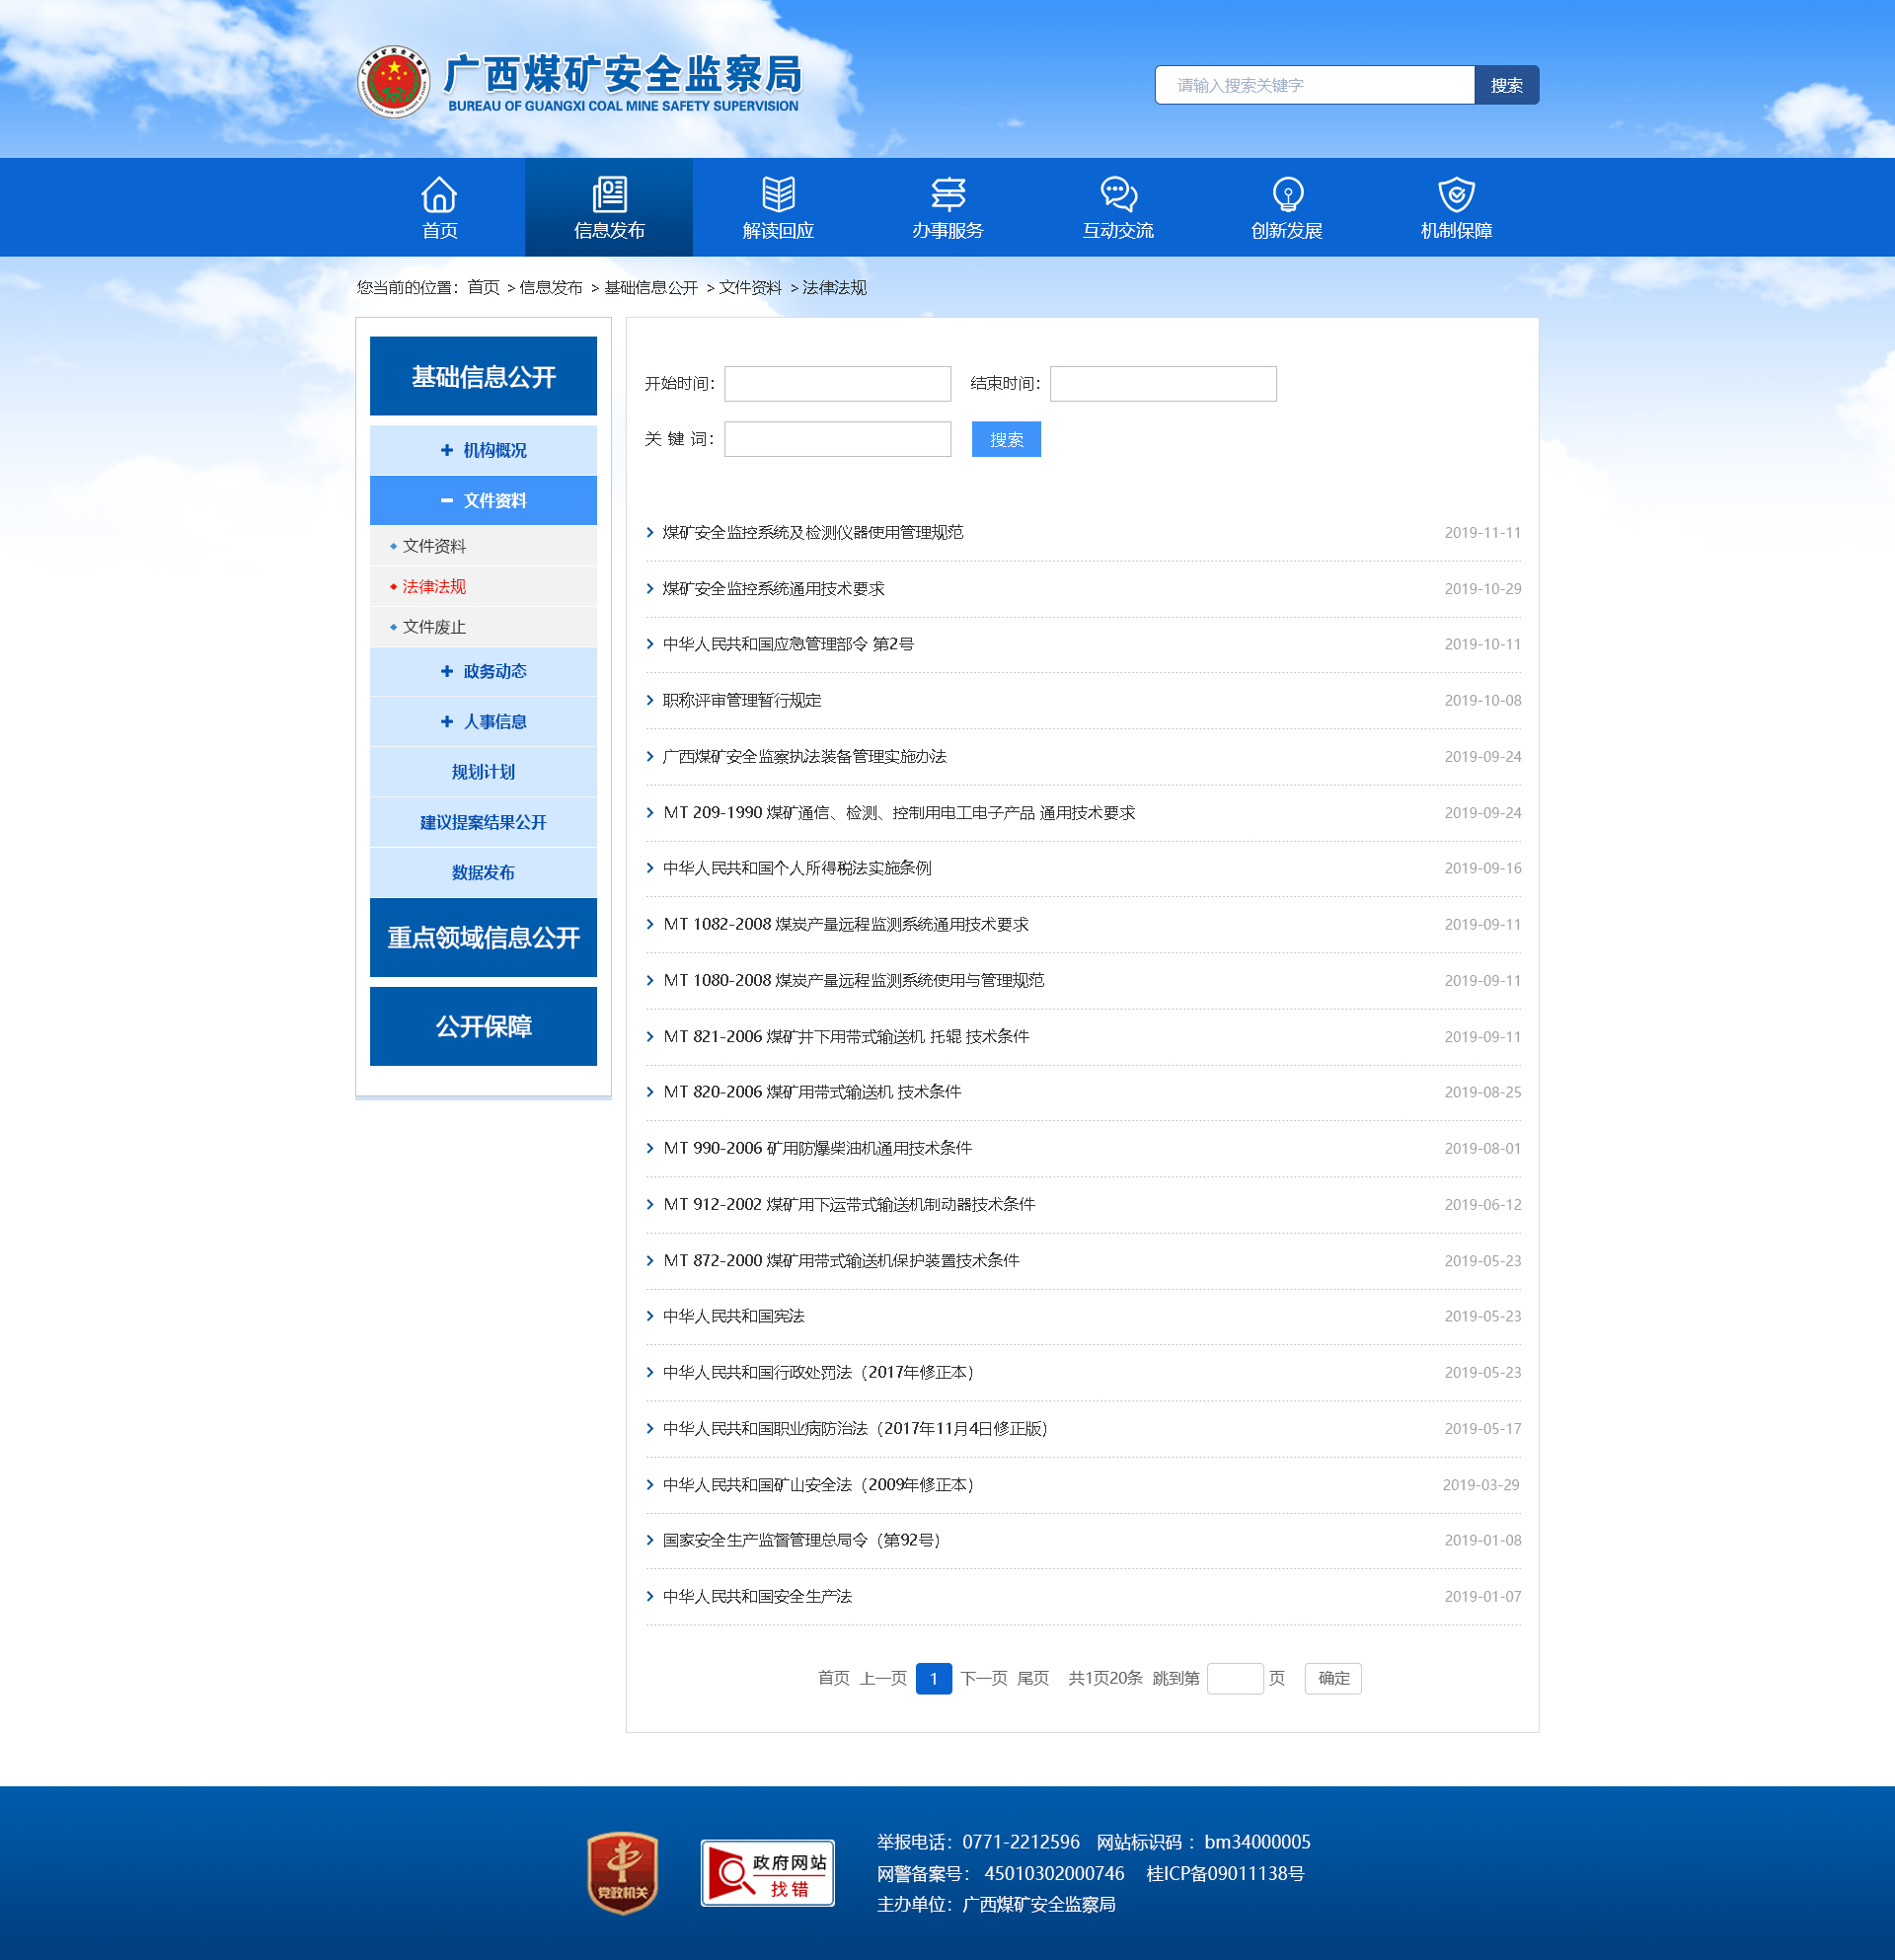 广西煤矿安全监察局
BUREAU OF GUANGXI COAL MINE SAFETY SUPERVISION
请输入搜索关键字 搜索
首页 信息发布 解读回应 办事服务 互动交流 创新发展 机制保障
您当前的位置：首页 > 信息发布 > 基础信息公开 > 文件资料 > 法律法规
基础信息公开
机构概况
文件资料
文件资料
法律法规
文件废止
政务动态
人事信息
规划计划
建议提案结果公开
数据发布
重点领域信息公开
公开保障
开始时间： 结束时间：
关 键 词： 搜索
煤矿安全监控系统及检测仪器使用管理规范 2019-11-11
煤矿安全监控系统通用技术要求 2019-10-29
中华人民共和国应急管理部令 第2号 2019-10-11
职称评审管理暂行规定 2019-10-08
广西煤矿安全监察执法装备管理实施办法 2019-09-24
MT 209-1990 煤矿通信、检测、控制用电工电子产品 通用技术要求 2019-09-24
中华人民共和国个人所得税法实施条例 2019-09-16
MT 1082-2008 煤炭产量远程监测系统通用技术要求 2019-09-11
MT 1080-2008 煤炭产量远程监测系统使用与管理规范 2019-09-11
MT 821-2006 煤矿井下用带式输送机 托辊 技术条件 2019-09-11
MT 820-2006 煤矿用带式输送机 技术条件 2019-08-25
MT 990-2006 矿用防爆柴油机通用技术条件 2019-08-01
MT 912-2002 煤矿用下运带式输送机制动器技术条件 2019-06-12
MT 872-2000 煤矿用带式输送机保护装置技术条件 2019-05-23
中华人民共和国宪法 2019-05-23
中华人民共和国行政处罚法（2017年修正本） 2019-05-23
中华人民共和国职业病防治法（2017年11月4日修正版） 2019-05-17
中华人民共和国矿山安全法（2009年修正本） 2019-03-29
国家安全生产监督管理总局令（第92号） 2019-01-08
中华人民共和国安全生产法 2019-01-07
首页 上一页 1 下一页 尾页 共1页20条 跳到第 页 确定
党政机关
政府网站
找错
举报电话：0771-2212596 网站标识码 ：bm34000005
网警备案号： 45010302000746 桂ICP备09011138号
主办单位：广西煤矿安全监察局